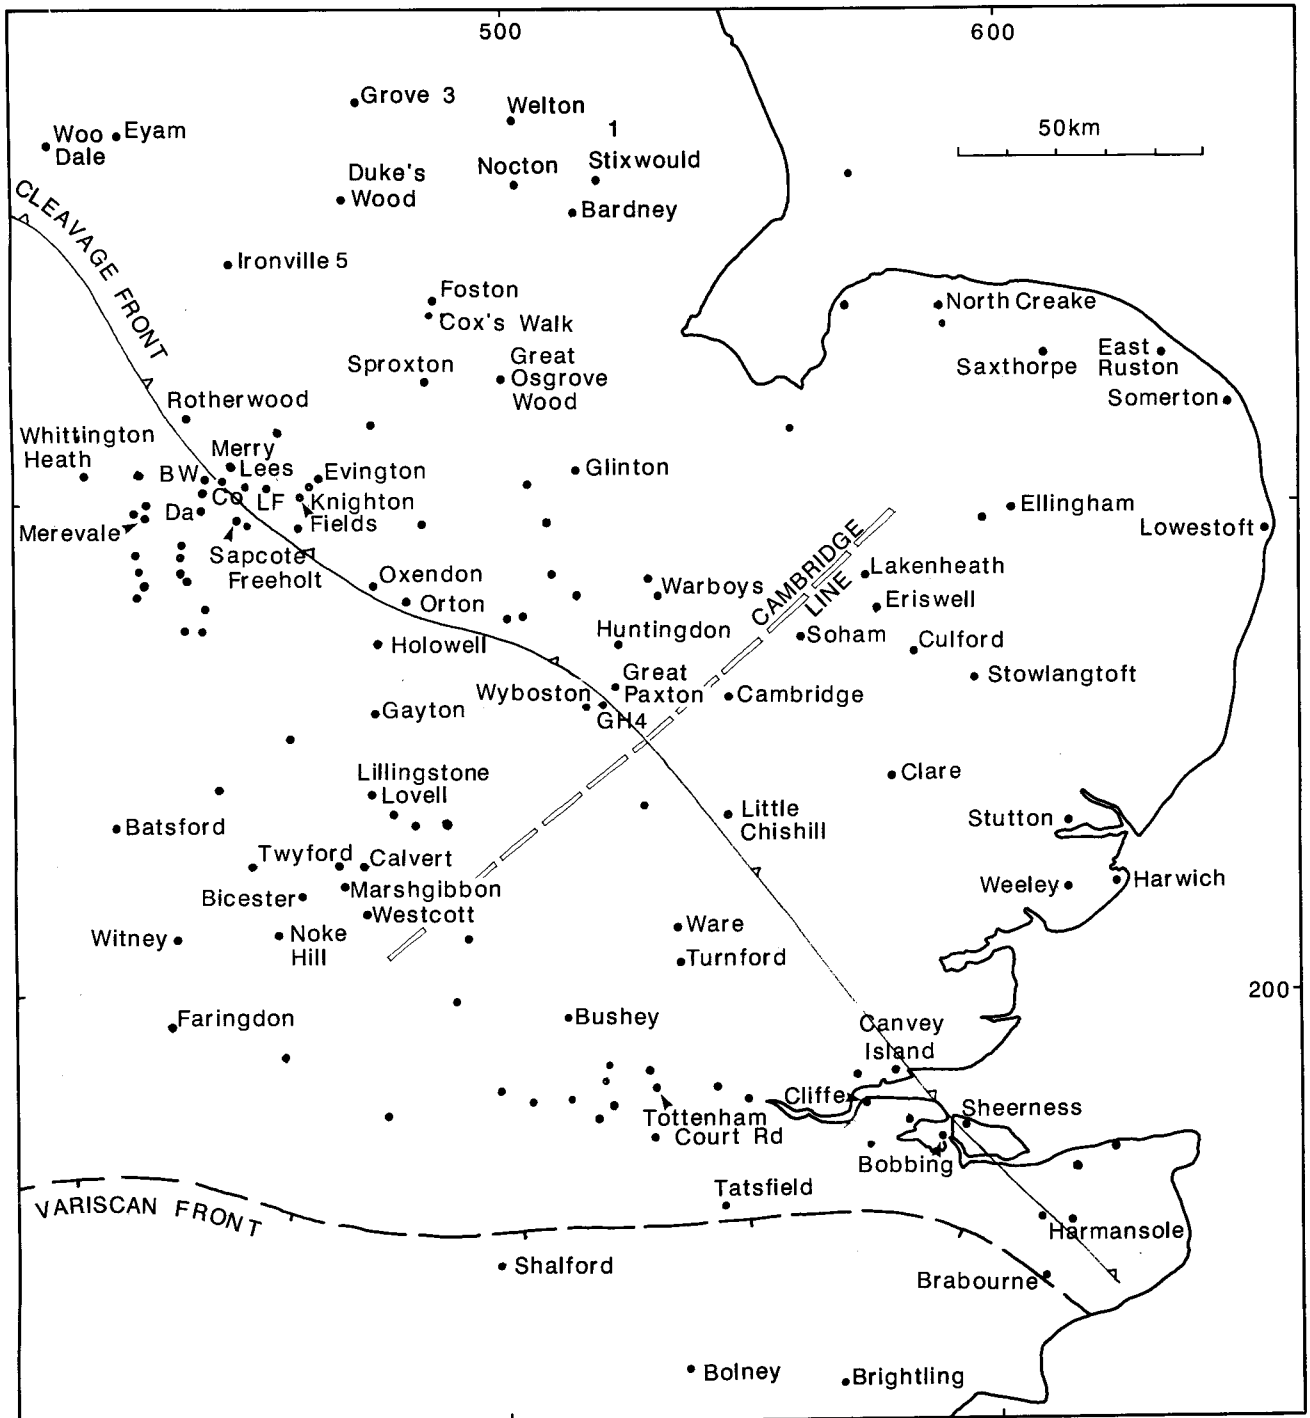 500
600
Grove 3
Welton
1
50km
Woo
Dale
Eyam
Stixwould
Nocton
Duke's
Wood
Bardney
CLEAVAGE FRONT
Ironville 5
Foston
Cox's Walk
North Creake
Sproxton
Great
Osgrove
Wood
Saxthorpe
East
Ruston
Somerton
Rotherwood
Whittington
Heath
Merry
Lees
BW
Evington
Glinton
Co
LF
Knighton
Fields
Da
Merevale
Ellingham
Lowestoft
Sapcote
Freeholt
CAMBRIDGE
LINE
Oxendon
Orton
Warboys
Lakenheath
Eriswell
Huntingdon
Soham
Culford
Holowell
Great
Paxton
Stowlangtoft
Wyboston
GH4
Cambridge
Gayton
Lillingstone
Lovell
Clare
Batsford
Little
Chishill
Stutton
Twyford
Calvert
Marshgibbon
Bicester
Westcott
Weeley
Harwich
Witney
Noke
Hill
Ware
Turnford
200
Faringdon
Bushey
Canvey
Island
Cliffe
Sheerness
Tottenham
Court Rd
Bobbing
VARISCAN FRONT
Tatsfield
Harmansole
Shalford
Brabourne
Bolney
Brightling